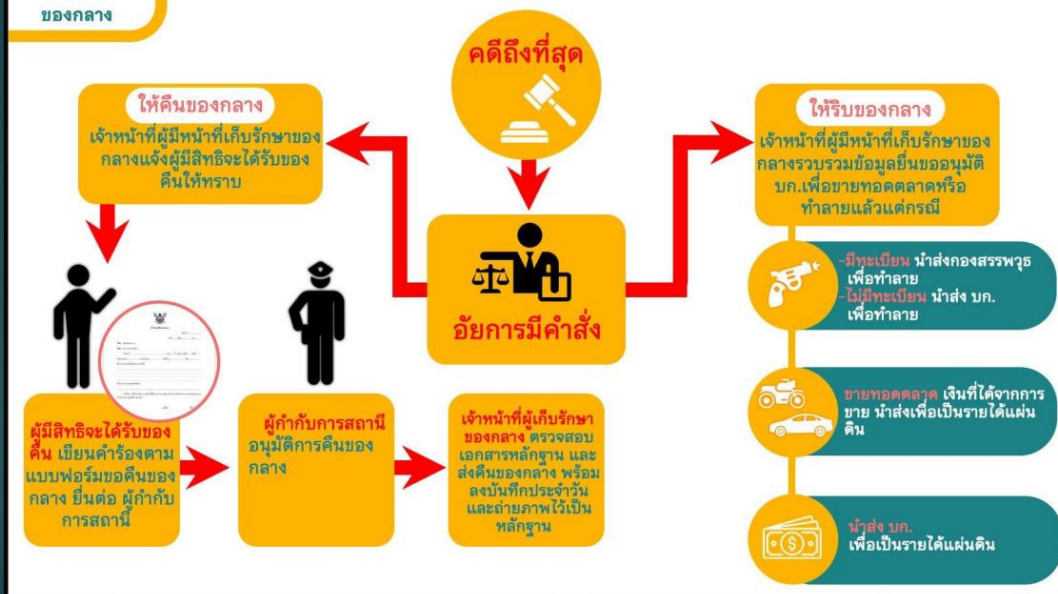 ของกลาง
คดีถึงที่สุด
ให้คืนของกลาง
เจ้าหน้าที่ผู้มีหน้าที่เก็บรักษาของ
กลางแจ้งผู้มีสิทธิจะได้รับของ
คืนให้ทราบ
ให้ริบของกลาง
เจ้าหน้าที่ผู้มีหน้าที่เก็บรักษาของ
กลางรวบรวมข้อมูลยื่นขออนุมัติ
บก.เพื่อขายทอดตลาดหรือ
ทำลายแล้วแต่กรณี
อัยการมีคำสั่ง
-มีทะเบียน นำส่งกองสรรพวุธ
เพื่อทำลาย
-ไม่มีทะเบียน นำส่ง บก.
เพื่อทำลาย
ขายทอดตลาด เงินที่ได้จากการ
ขาย นำส่งเพื่อเป็นรายได้แผ่น
ดิน
นำส่ง บก.
เพื่อเป็นรายได้แผ่นดิน
ผู้มีสิทธิจะได้รับของ
คืน เขียนคำร้องตาม
แบบฟอร์มขอคืนของ
กลาง ยื่นต่อ ผู้กำกับ
การสถานี
ผู้กำกับการสถานี
อนุมัติการคืนของ
กลาง
เจ้าหน้าที่ผู้เก็บรักษา
ของกลาง ตรวจสอบ
เอกสารหลักฐาน และ
ส่งคืนของกลาง พร้อม
ลงบันทึกประจำวัน
และถ่ายภาพไว้เป็น
หลักฐาน